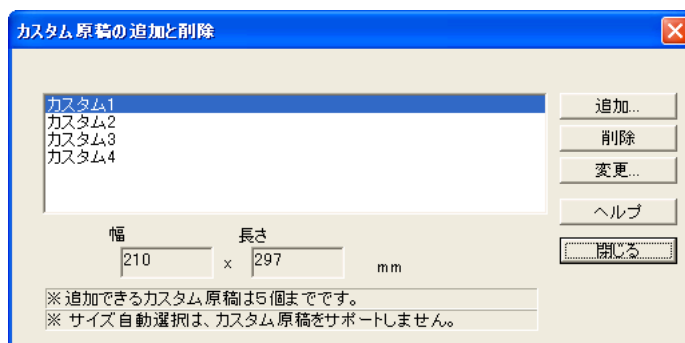 カスタム原稿の追加と削除
カスタム1
カスタム2
カスタム3
カスタム4
追加...
削除
変更...
ヘルプ
閉じる
幅 長さ
210 x 297 mm
※ 追加できるカスタム原稿は5個までです。
※ サイズ自動選択は、カスタム原稿をサポートしません。